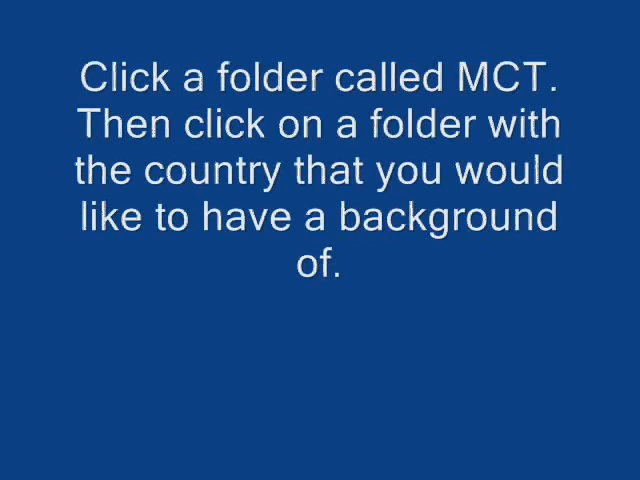 Click a folder called MCT.
Then click on a folder with
the country that you would
like to have a background
of.